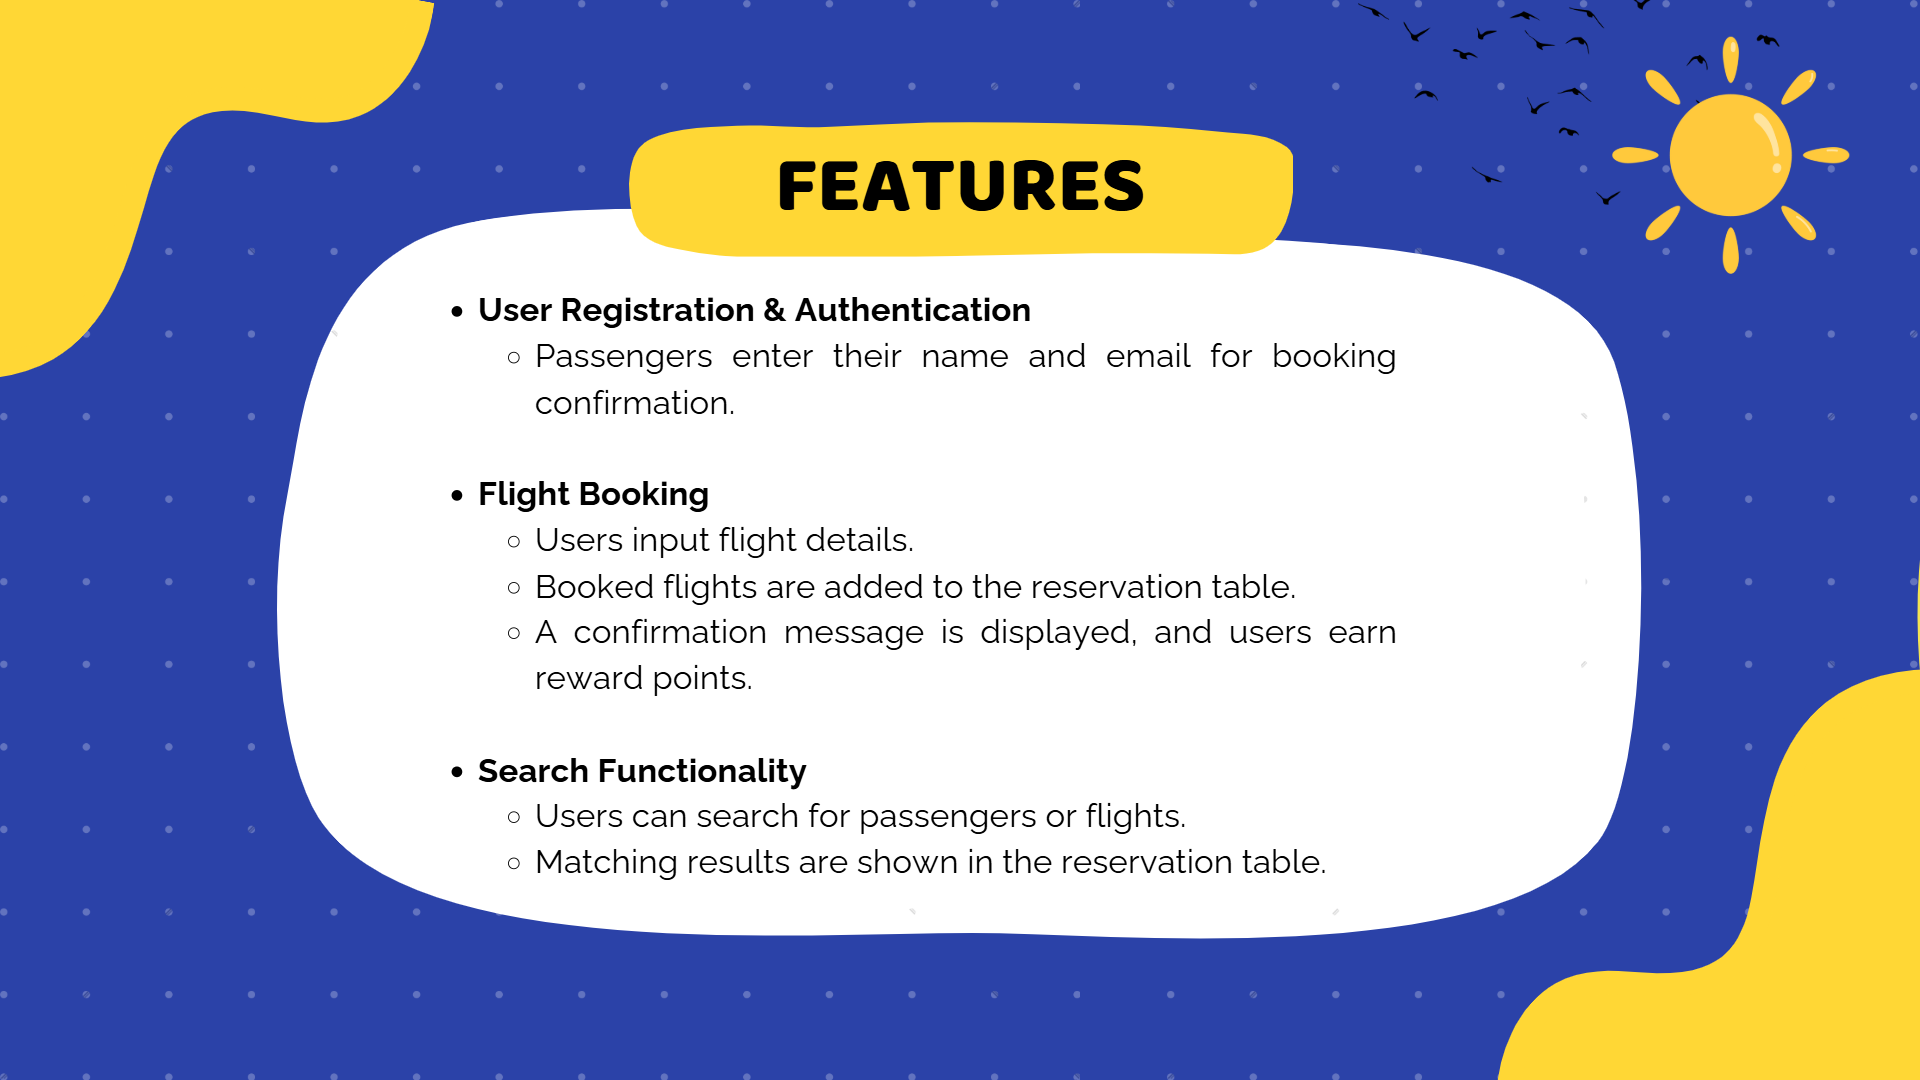 FEATURES
• User Registration & Authentication
◦ Passengers enter their name and email for booking
confirmation.
• Flight Booking
◦ Users input flight details.
◦ Booked flights are added to the reservation table.
◦ A confirmation message is displayed, and users earn
reward points.
• Search Functionality
◦ Users can search for passengers or flights.
◦ Matching results are shown in the reservation table.